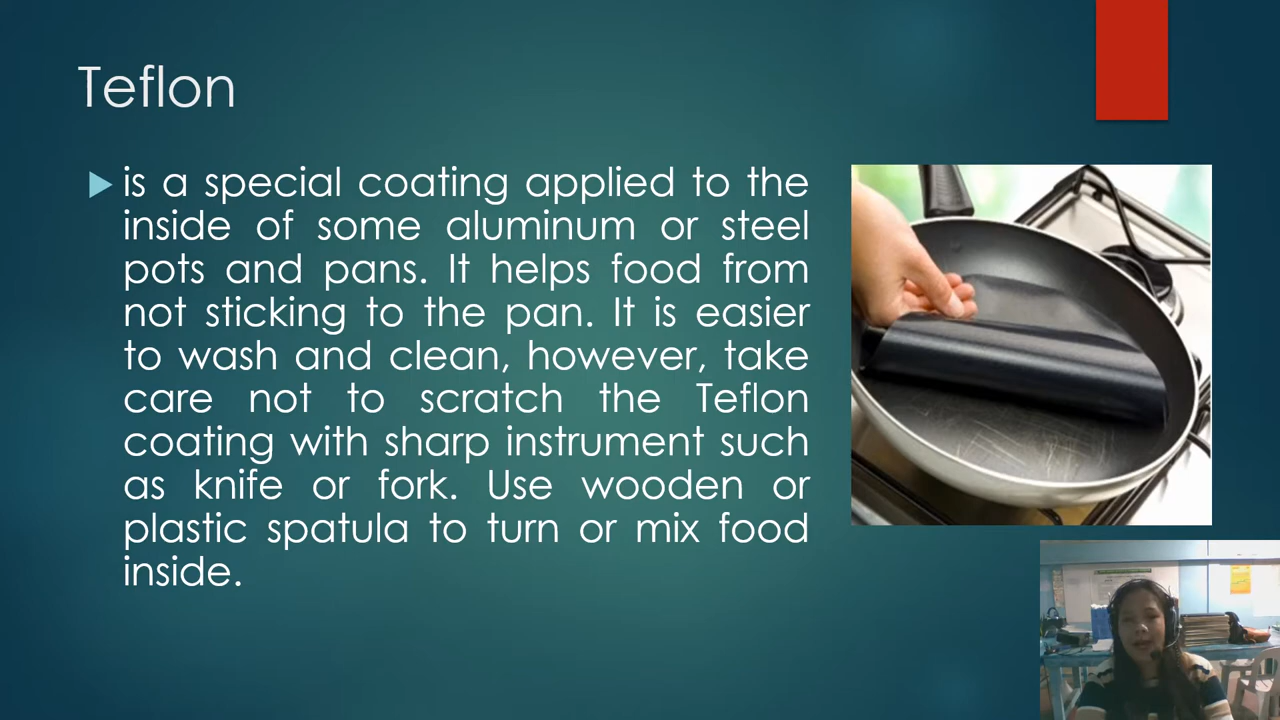 Teflon
is a special coating applied to the
inside of some aluminum or steel
pots and pans. It helps food from
not sticking to the pan. It is easier
to wash and clean, however, take
care not to scratch the Teflon
coating with sharp instrument such
as knife or fork. Use wooden or
plastic spatula to turn or mix food
inside.